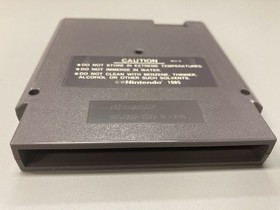 CAUTION
●DO NOT STORE IN EXTREME TEMPERATURES.
●DO NOT IMMERSE IN WATER.
●DO NOT CLEAN WITH BENZENE, THINNER,
ALCOHOL OR OTHER SOLVENTS.
Nintendo 1985